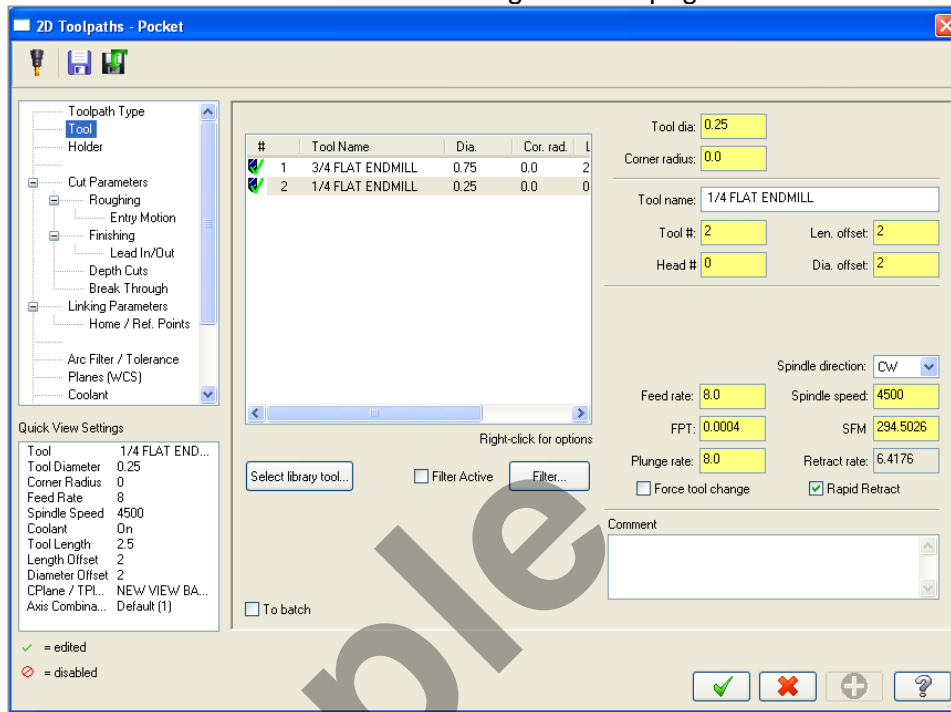 2D Toolpaths - Pocket
Toolpath Type
Tool
Holder
Cut Parameters
Roughing
Entry Motion
Finishing
Lead In/Out
Depth Cuts
Break Through
Linking Parameters
Home / Ref. Points
Arc Filter / Tolerance
Planes (WCS)
Coolant
Quick View Settings
Tool 1/4 FLAT END...
Tool Diameter 0.25
Corner Radius 0
Feed Rate 8
Spindle Speed 4500
Coolant On
Tool Length 2.5
Length Offset 2
Diameter Offset 2
CPlane / TPl... NEW VIEW BA...
Axis Combina... Default (1)
= edited
= disabled
# Tool Name Dia. Cor. rad. L
1 3/4 FLAT ENDMILL 0.75 0.0 2
2 1/4 FLAT ENDMILL 0.25 0.0 0
Right-click for options
Select library tool... Filter Active Filter...
To batch
Tool dia: 0.25
Corner radius: 0.0
Tool name: 1/4 FLAT ENDMILL
Tool #: 2 Len. offset: 2
Head # 0 Dia. offset: 2
Spindle direction: CW
Feed rate: 8.0 Spindle speed: 4500
FPT: 0.0004 SFM 294.5026
Plunge rate: 8.0 Retract rate: 6.4176
Force tool change Rapid Retract
Comment